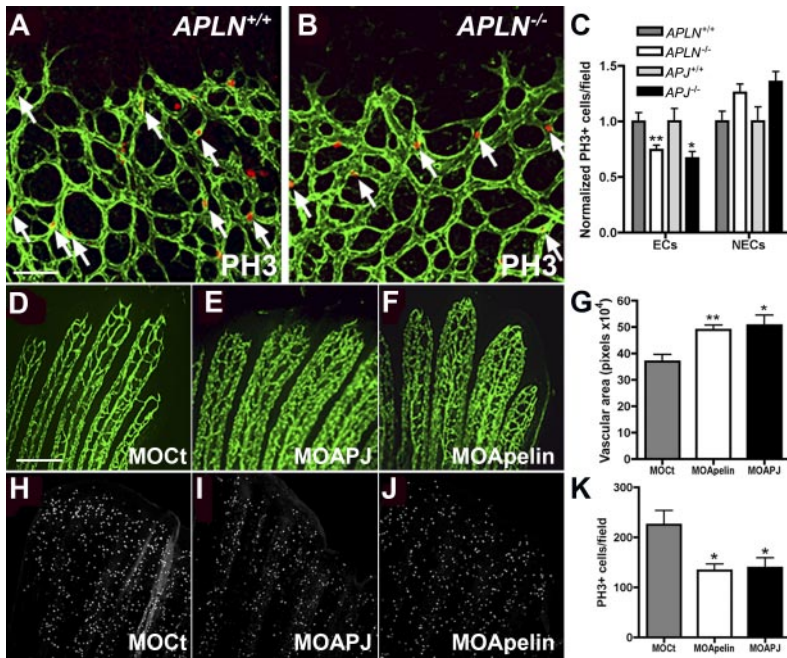 A APLN+/+
B APLN-/-
PH3
PH3
C
APLN+/+
APLN-/-
APJ+/+
APJ-/-
Normalized PH3+ cells/field
1.5
1.0
0.5
0.0
**
*
ECs
NECs
D
MOCt
E
MOAPJ
F
MOApelin
G
Vascular area (pixels x10⁴)
60
50
40
30
20
10
0
**
*
MOCt
MOApelin
MOAPJ
H
MOCt
I
MOAPJ
J
MOApelin
K
PH3+ cells/field
300
200
100
0
*
*
MOCt
MOApelin
MOAPJ